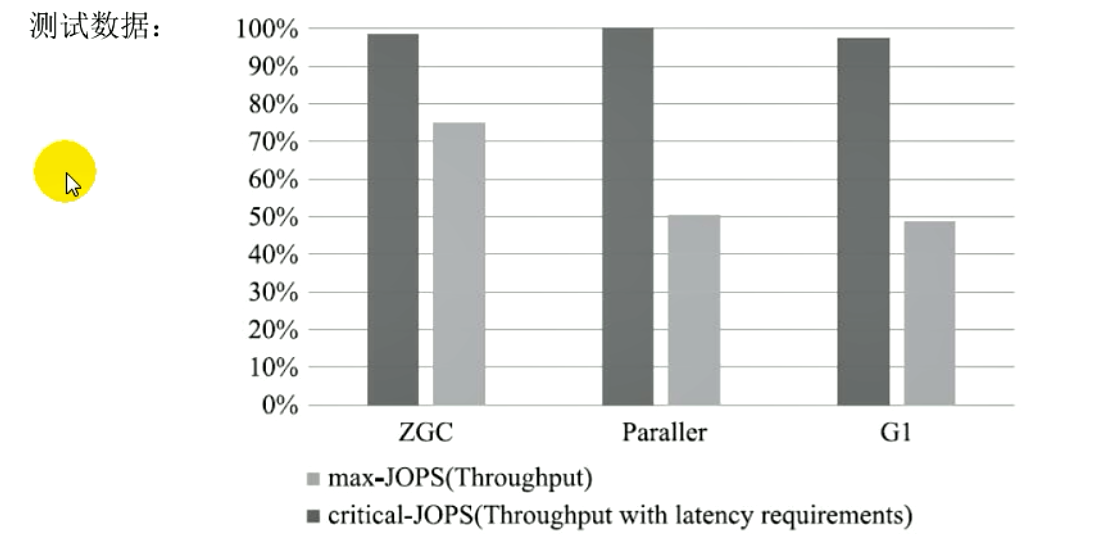 测试数据：
100%
90%
80%
70%
60%
50%
40%
30%
20%
10%
0%
ZGC Paraller G1
max-JOPS(Throughput)
critical-JOPS(Throughput with latency requirements)